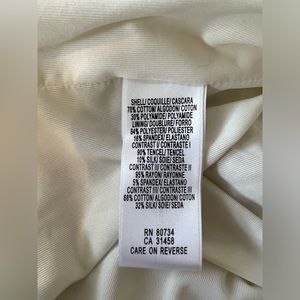 SHELL/COQUILLE/CASCARA
70% COTTON/ALGODON/COTON
30% POLYAMIDE/POLYAMIDE
LINING/DOUBLURE/FORRO
84% POLYESTER/POLIESTER
16% SPANDEX/ELASTANO
CONTRAST I/CONTRASTE I
90% TENCEL/TENCEL
10% SILK/SOIE/SEDA
CONTRAST II/CONTRASTE II
95% RAYON/RAYONNE
5% SPANDEX/ELASTANO
CONTRAST III/CONTRASTE III
68% COTTON/ALGODON/COTON
32% SILK/SOIE/SEDA
RN 80734
CA 31458
CARE ON REVERSE